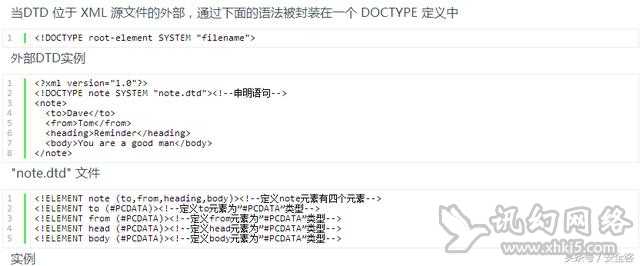 当DTD 位于 XML 源文件的外部，通过下面的语法被封装在一个 DOCTYPE 定义中
1 <!DOCTYPE root-element SYSTEM "filename">
外部DTD实例
1 <?xml version="1.0"?>
2 <!DOCTYPE note SYSTEM "note.dtd"><!--申明语句-->
3 <note>
4 <to>Dave</to>
5 <from>Tom</from>
6 <heading>Reminder</heading>
7 <body>You are a good man</body>
8 </note>
"note.dtd" 文件
1 <!ELEMENT note (to,from,heading,body)><!--定义note元素有四个元素-->
2 <!ELEMENT to (#PCDATA)><!--定义to元素为"#PCDATA"类型-->
3 <!ELEMENT from (#PCDATA)><!--定义from元素为"#PCDATA"类型-->
4 <!ELEMENT head (#PCDATA)><!--定义head元素为"#PCDATA"类型-->
5 <!ELEMENT body (#PCDATA)><!--定义body元素为"#PCDATA"类型-->
实例
讯幻网络
www.xhkj5.com